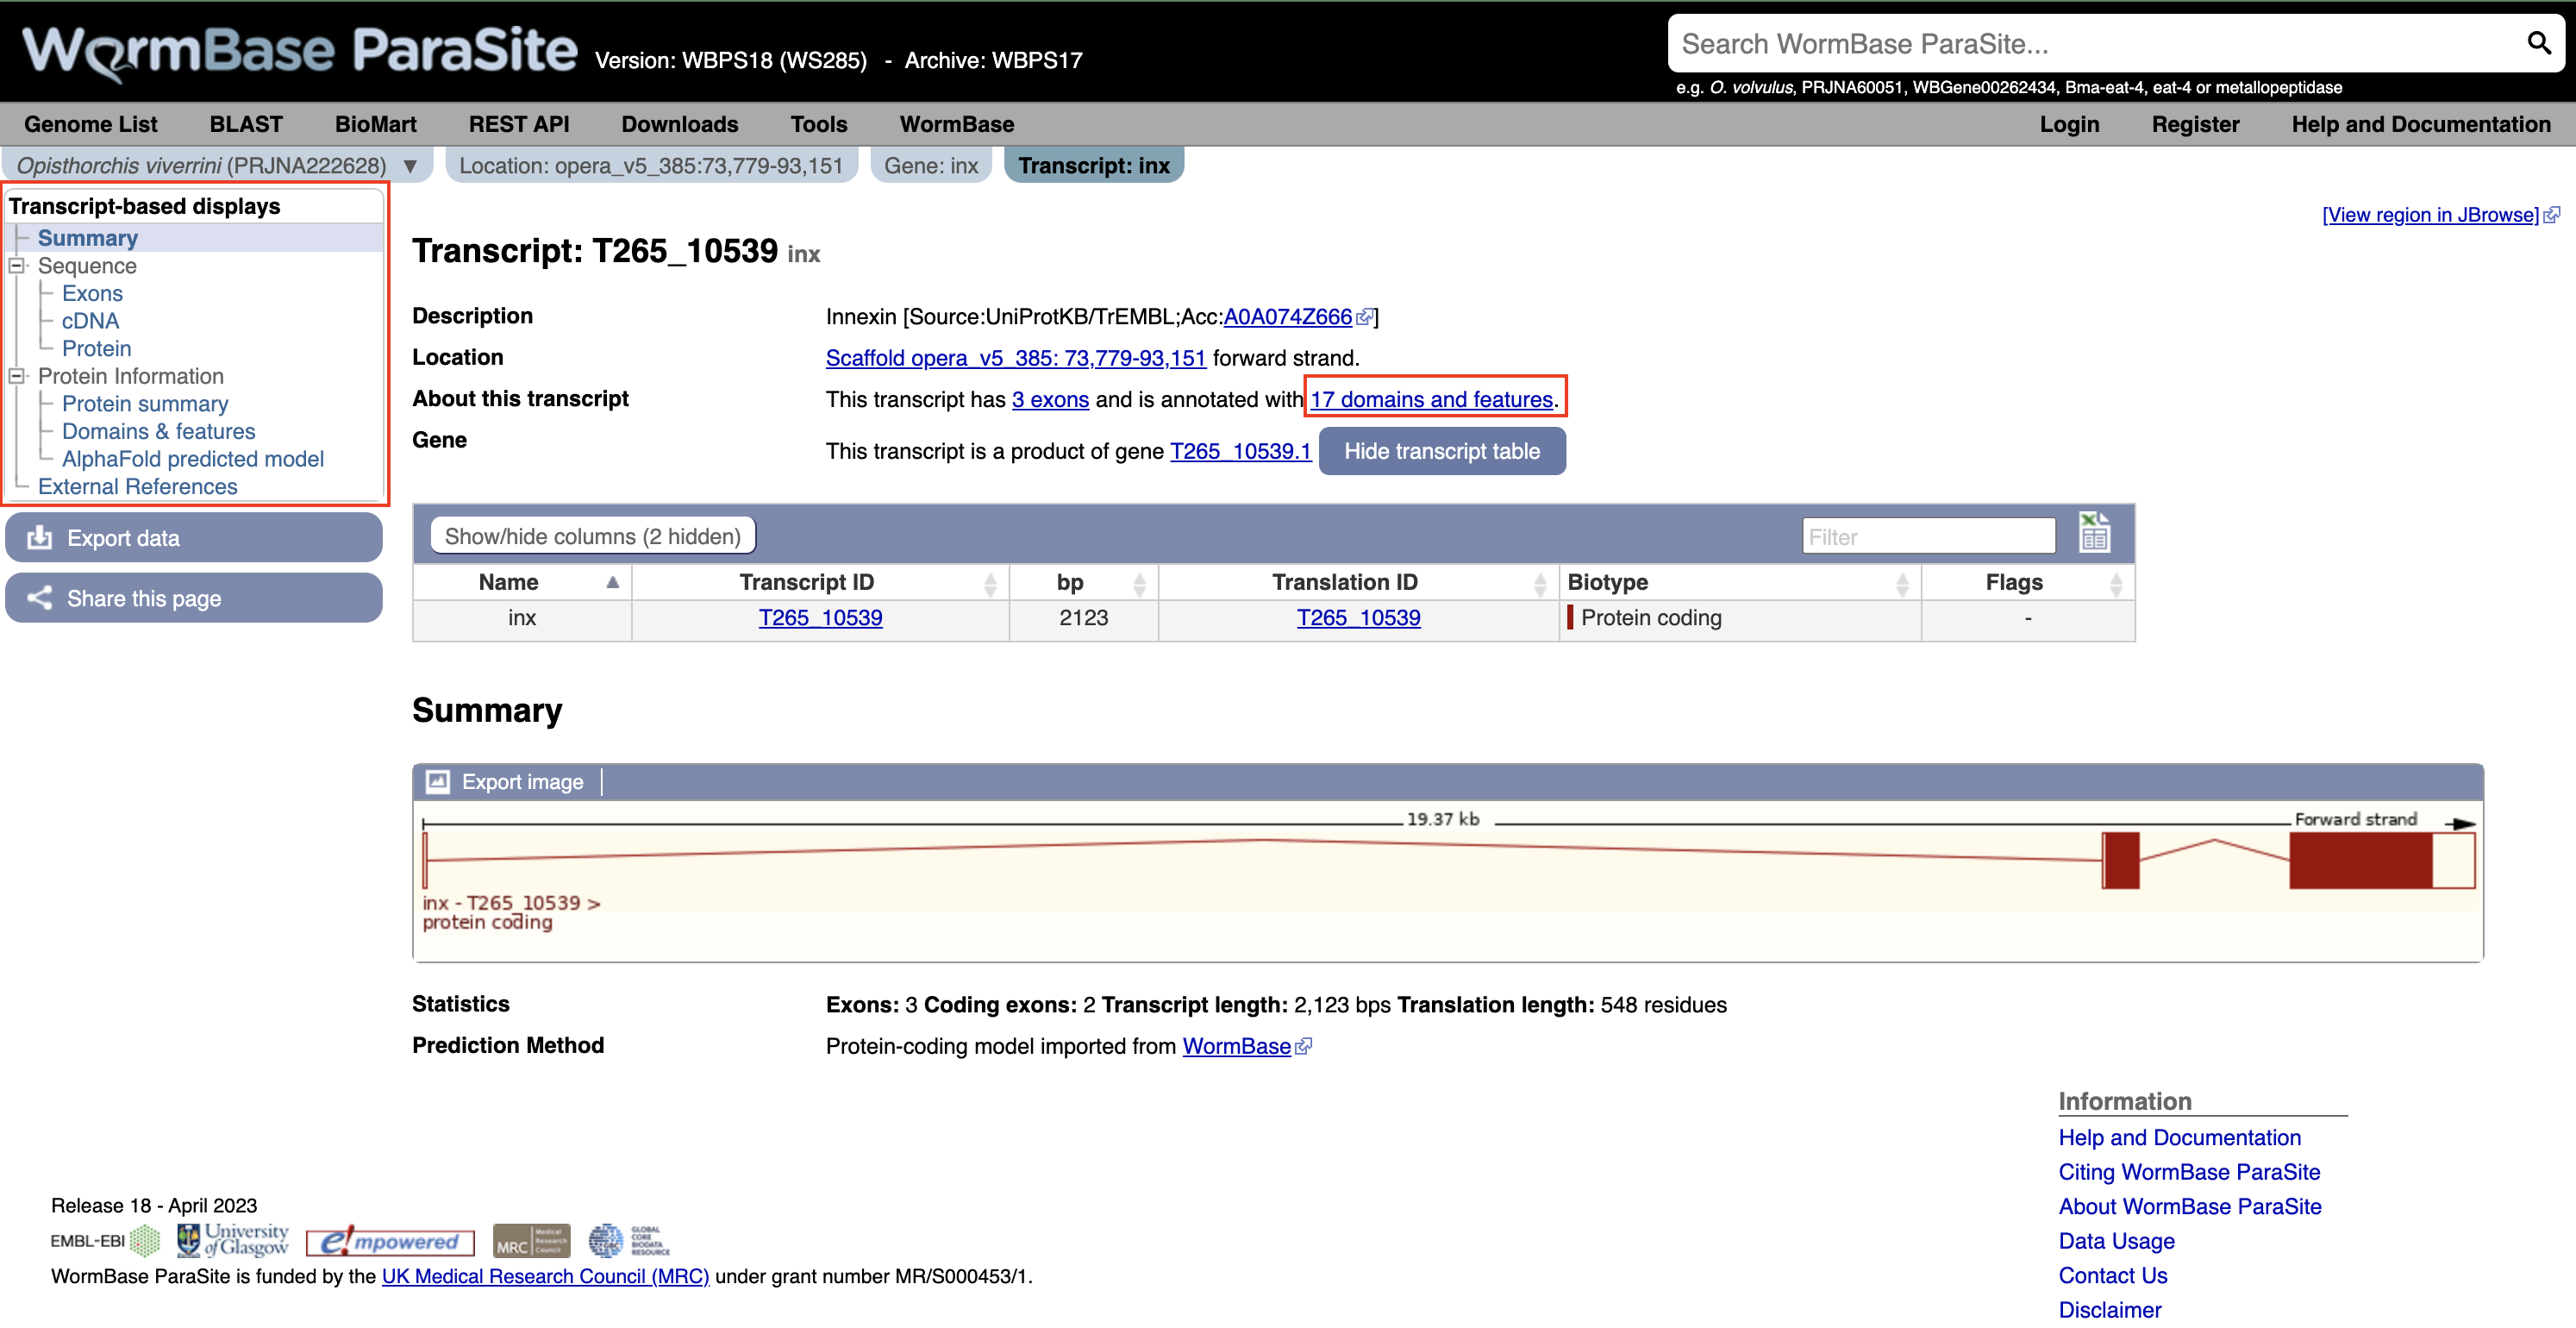 WormBase ParaSite Version: WBPS18 (WS285) - Archive: WBPS17
Search WormBase ParaSite...
e.g. O. volvulus, PRJNA60051, WBGene00262434, Bma-eat-4, eat-4 or metallopeptidase
Genome List BLAST BioMart REST API Downloads Tools WormBase Login Register Help and Documentation
Opisthorchis viverrini (PRJNA222628) ▼ Location: opera_v5_385:73,779-93,151 Gene: inx Transcript: inx
Transcript-based displays
Summary
Sequence
Exons
cDNA
Protein
Protein Information
Protein summary
Domains & features
AlphaFold predicted model
External References
Export data
Share this page
[View region in JBrowse]
Transcript: T265_10539 inx
Description Innexin [Source:UniProtKB/TrEMBL;Acc:A0A074Z666]
Location Scaffold opera_v5_385: 73,779-93,151 forward strand.
About this transcript This transcript has 3 exons and is annotated with 17 domains and features.
Gene This transcript is a product of gene T265_10539.1 Hide transcript table
Show/hide columns (2 hidden) Filter
Name Transcript ID bp Translation ID Biotype Flags
inx T265_10539 2123 T265_10539 Protein coding -
Summary
Export image
19.37 kb Forward strand
inx - T265_10539 >
protein coding
Statistics Exons: 3 Coding exons: 2 Transcript length: 2,123 bps Translation length: 548 residues
Prediction Method Protein-coding model imported from WormBase
Information
Help and Documentation
Citing WormBase ParaSite
About WormBase ParaSite
Data Usage
Contact Us
Disclaimer
Release 18 - April 2023
EMBL-EBI University of Glasgow e!mpowered MRC Medical Research Council GLOBAL CORE BIODATA RESOURCE
WormBase ParaSite is funded by the UK Medical Research Council (MRC) under grant number MR/S000453/1.